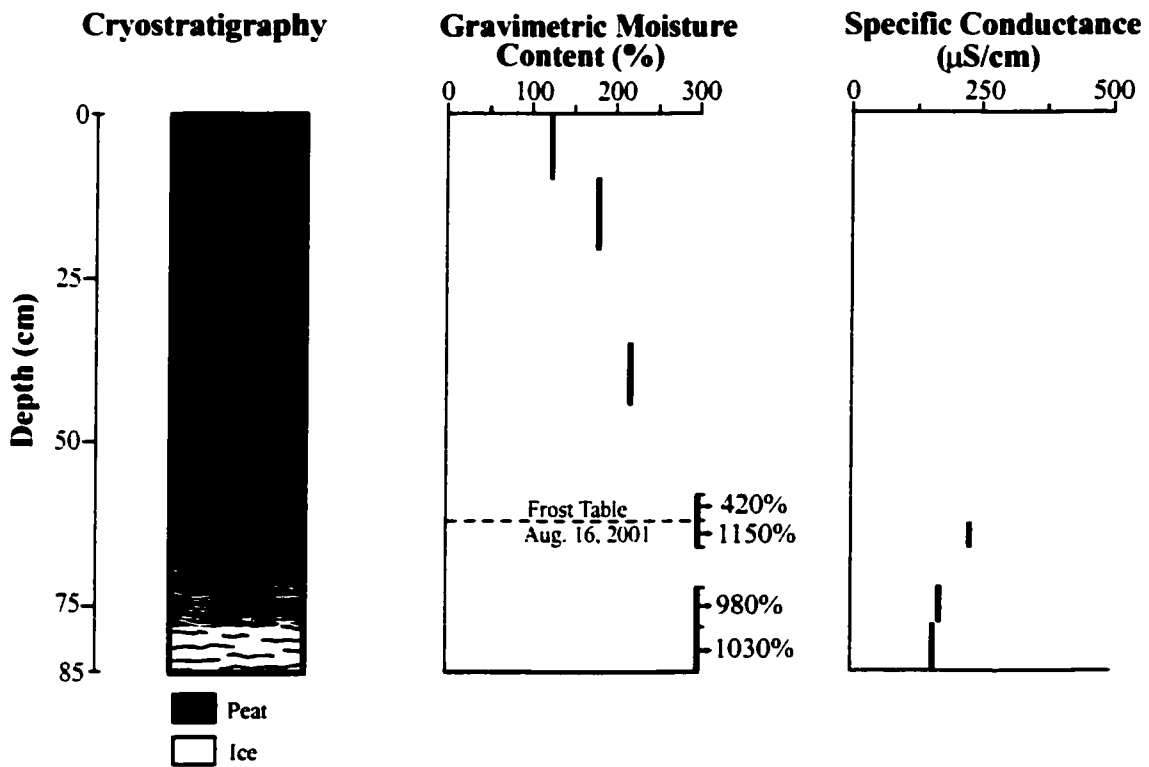 Cryostratigraphy
Gravimetric Moisture
Content (%)
Specific Conductance
(μS/cm)
0 100 200 300
0 250 500
Depth (cm)
0
25
50
75
85
Frost Table
Aug. 16, 2001
420%
1150%
980%
1030%
Peat
Ice